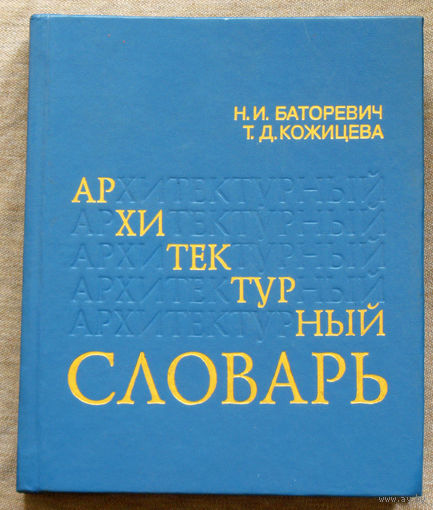 Н.И. БАТОРЕВИЧ
Т.Д. КОЖИЦЕВА
АРХИТЕКТУРНЫЙ
АРХИТЕКТУРНЫЙ
АРХИТЕКТУРНЫЙ
АРХИТЕКТУРНЫЙ
АРХИТЕКТУРНЫЙ
СЛОВАРЬ